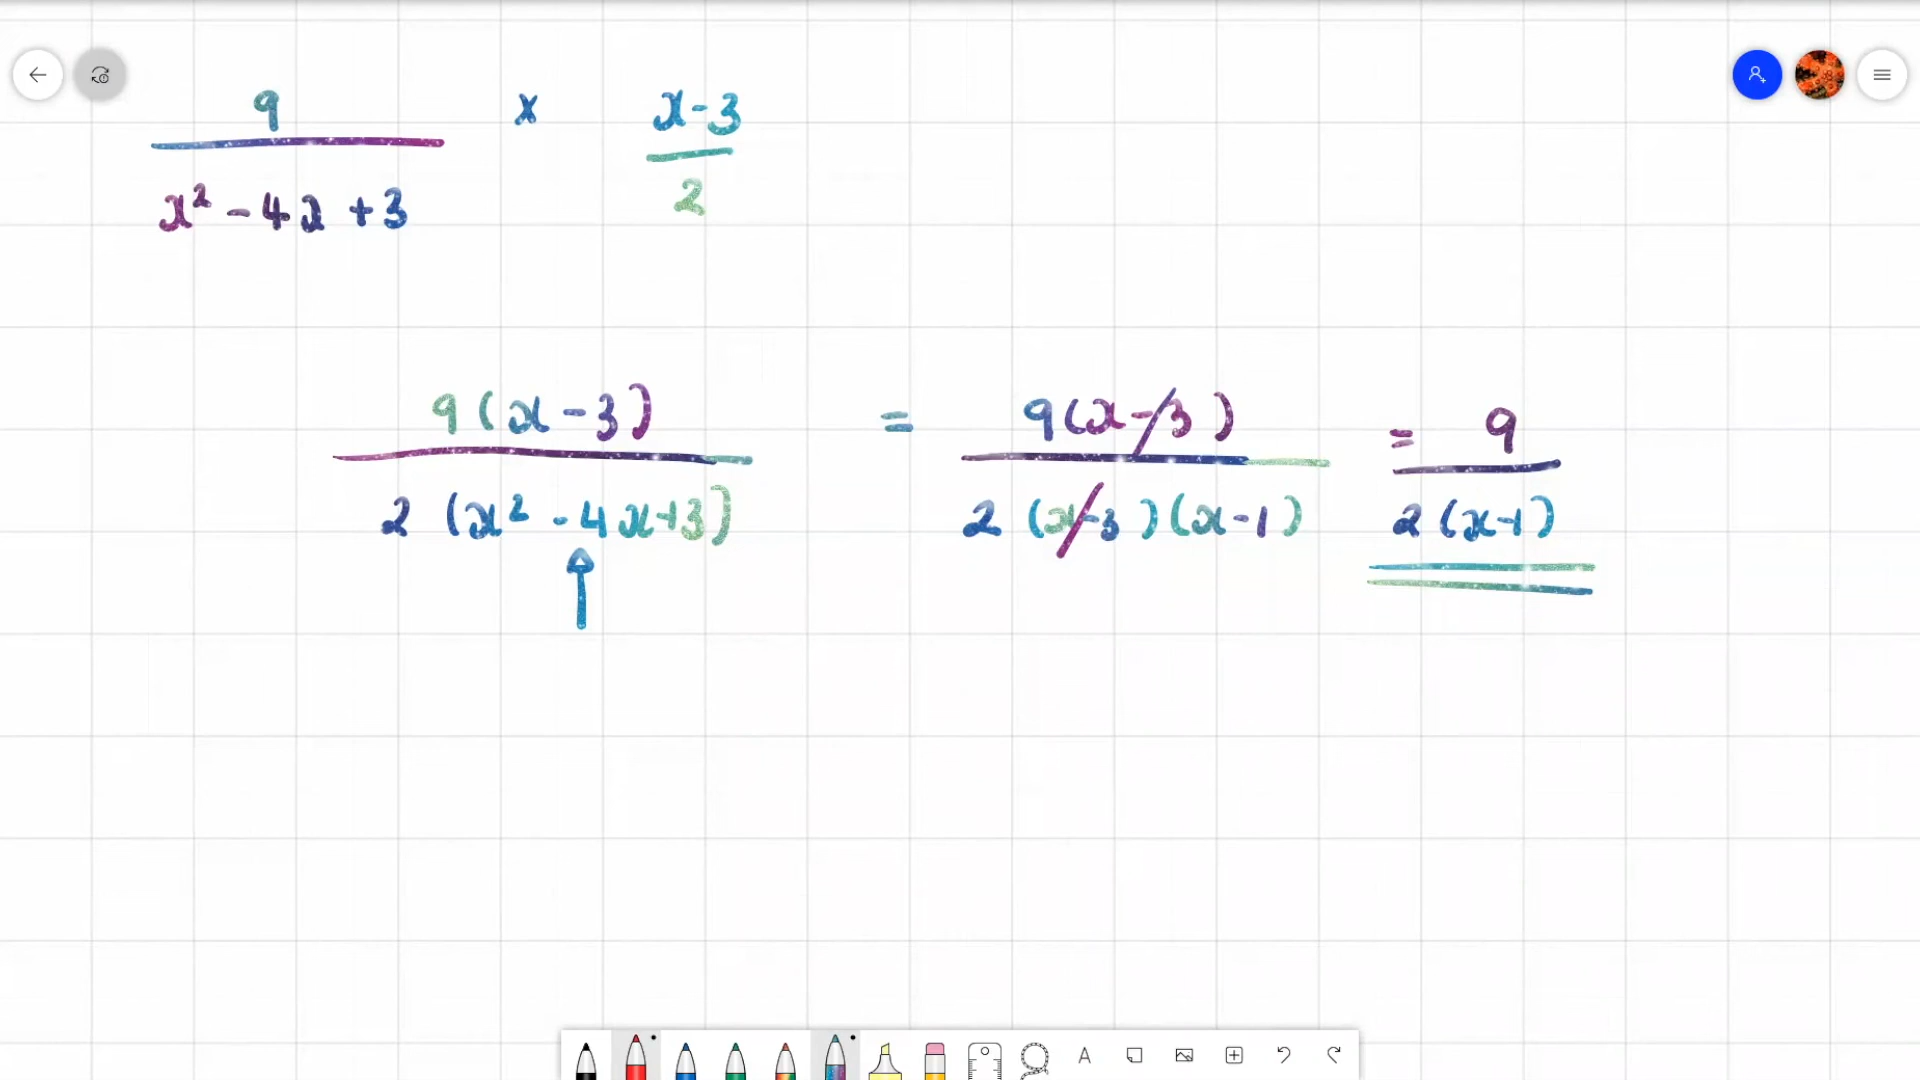 9 x x-3
x² - 4x + 3 2
9(x-3) = 9(x-3) = 9
2(x² - 4x+3) 2(x-3)(x-1) 2(x-1)
A